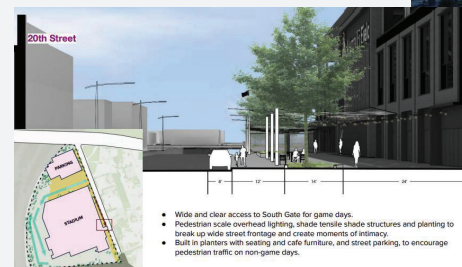 20th Street
PARKING
STADIUM
8'
12'
14'
24'
● Wide and clear access to South Gate for game days.
● Pedestrian scale overhead lighting, shade tensile shade structures and planting to
break up wide street frontage and create moments of intimacy.
● Built in planters with seating and cafe furniture, and street parking, to encourage
pedestrian traffic on non-game days.